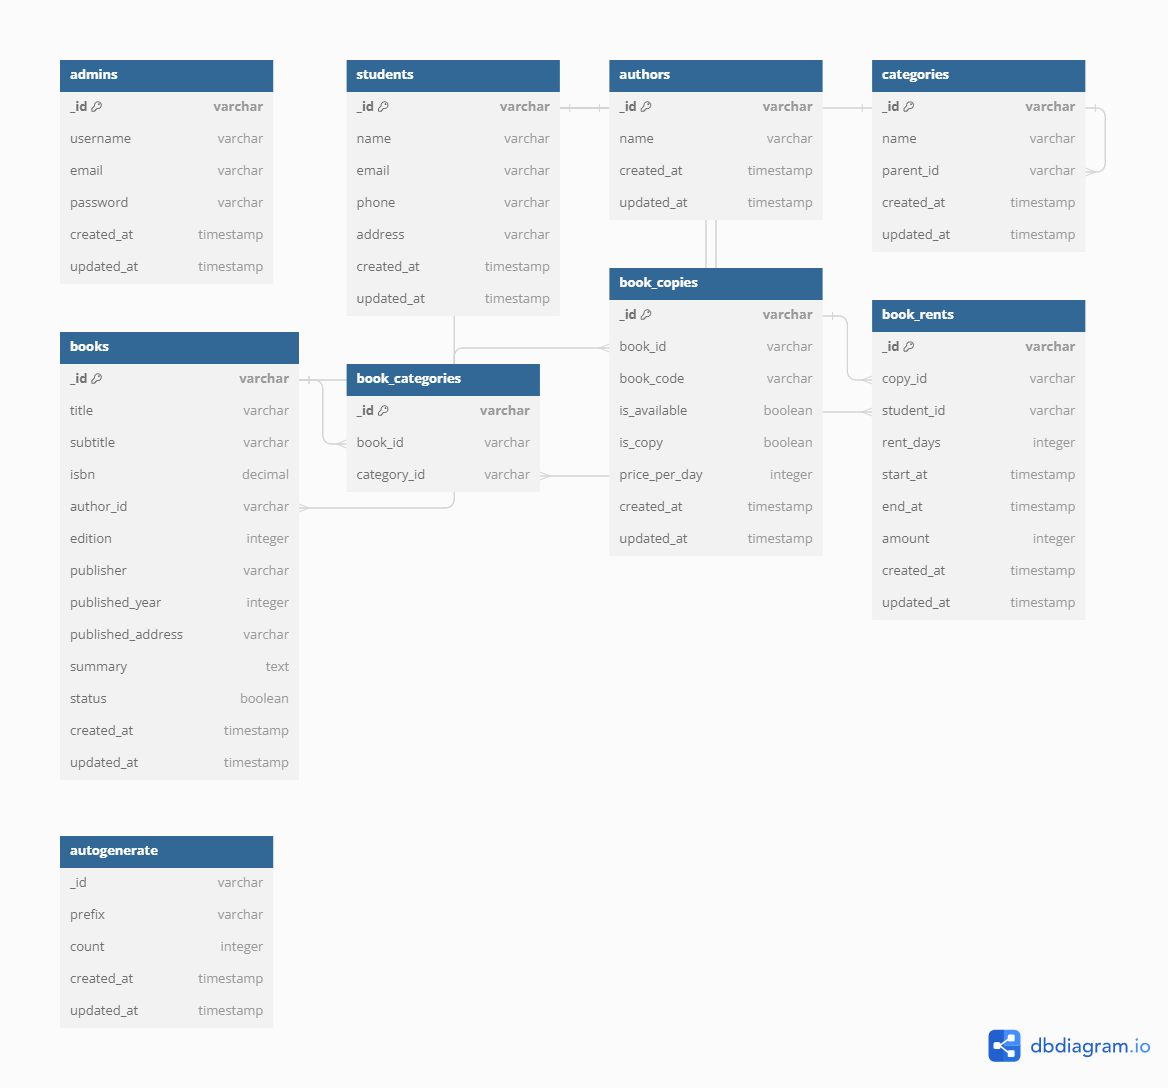 admins
_id varchar
username varchar
email varchar
password varchar
created_at timestamp
updated_at timestamp
students
_id varchar
name varchar
email varchar
phone varchar
address varchar
created_at timestamp
updated_at timestamp
authors
_id varchar
name varchar
created_at timestamp
updated_at timestamp
categories
_id varchar
name varchar
parent_id varchar
created_at timestamp
updated_at timestamp
books
_id varchar
title varchar
subtitle varchar
isbn decimal
author_id varchar
edition integer
publisher varchar
published_year integer
published_address varchar
summary text
status boolean
created_at timestamp
updated_at timestamp
book_categories
_id varchar
book_id varchar
category_id varchar
book_copies
_id varchar
book_id varchar
book_code varchar
is_available boolean
is_copy boolean
price_per_day integer
created_at timestamp
updated_at timestamp
book_rents
_id varchar
copy_id varchar
student_id varchar
rent_days integer
start_at timestamp
end_at timestamp
amount integer
created_at timestamp
updated_at timestamp
autogenerate
_id varchar
prefix varchar
count integer
created_at timestamp
updated_at timestamp
dbdiagram.io